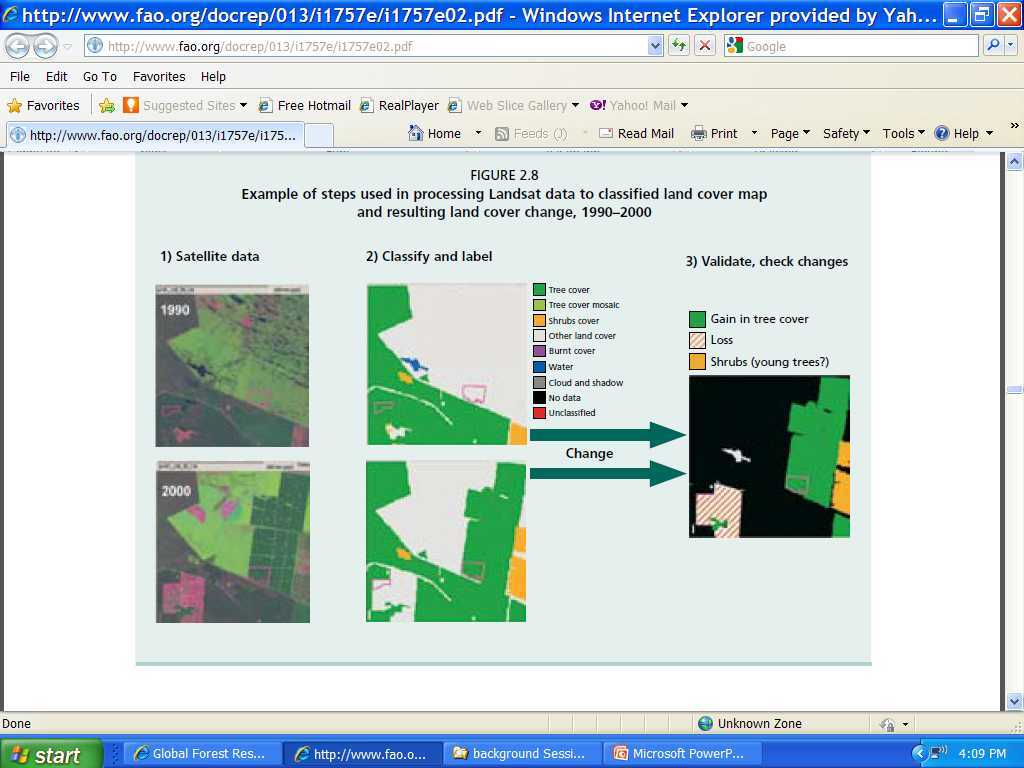 http://www.fao.org/docrep/013/i1757e/i1757e02.pdf - Windows Internet Explorer provided by Yah...
http://www.fao.org/docrep/013/i1757e/i1757e02.pdf
Google
File Edit Go To Favorites Help
Favorites Suggested Sites Free Hotmail RealPlayer Web Slice Gallery Yahoo! Mail
http://www.fao.org/docrep/013/i1757e/i175... Home Feeds (J) Read Mail Print Page Safety Tools Help »
FIGURE 2.8
Example of steps used in processing Landsat data to classified land cover map
and resulting land cover change, 1990–2000
1) Satellite data
1990
2000
2) Classify and label
Tree cover
Tree cover mosaic
Shrubs cover
Other land cover
Burnt cover
Water
Cloud and shadow
No data
Unclassified
Change
3) Validate, check changes
Gain in tree cover
Loss
Shrubs (young trees?)
Done Unknown Zone
start Global Forest Res... http://www.fao.o... background Sessi... Microsoft PowerP... 4:09 PM